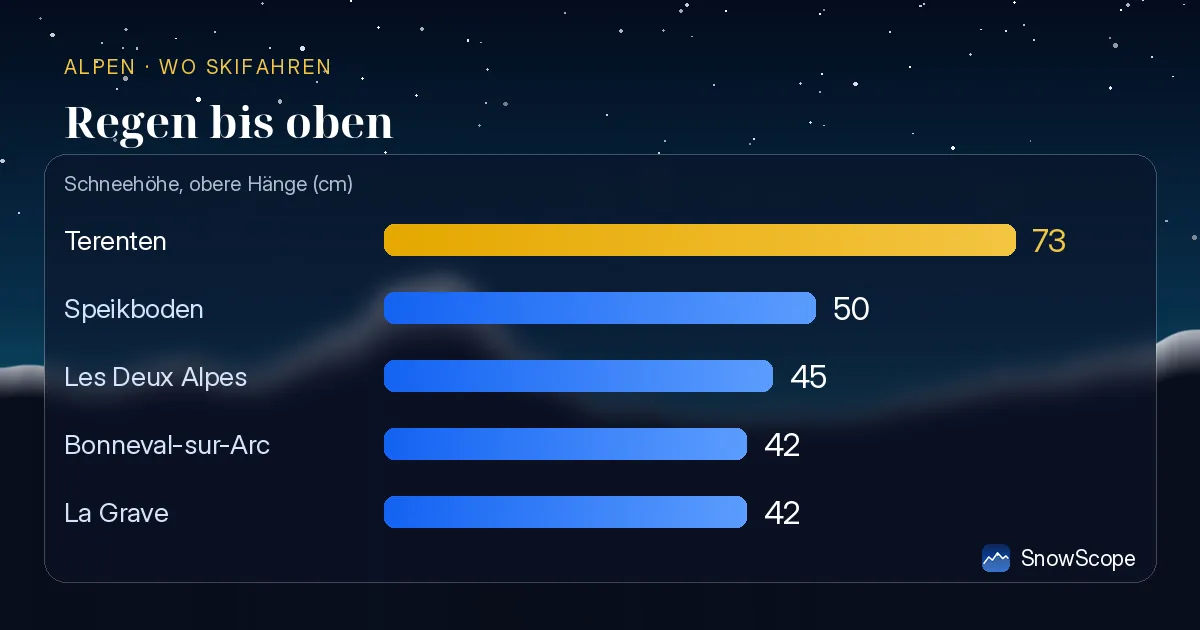 ALPEN · WO SKIFAHREN
Regen bis oben
Schneehöhe, obere Hänge (cm)
Terenten 73
Speikboden 50
Les Deux Alpes 45
Bonneval-sur-Arc 42
La Grave 42
SnowScope